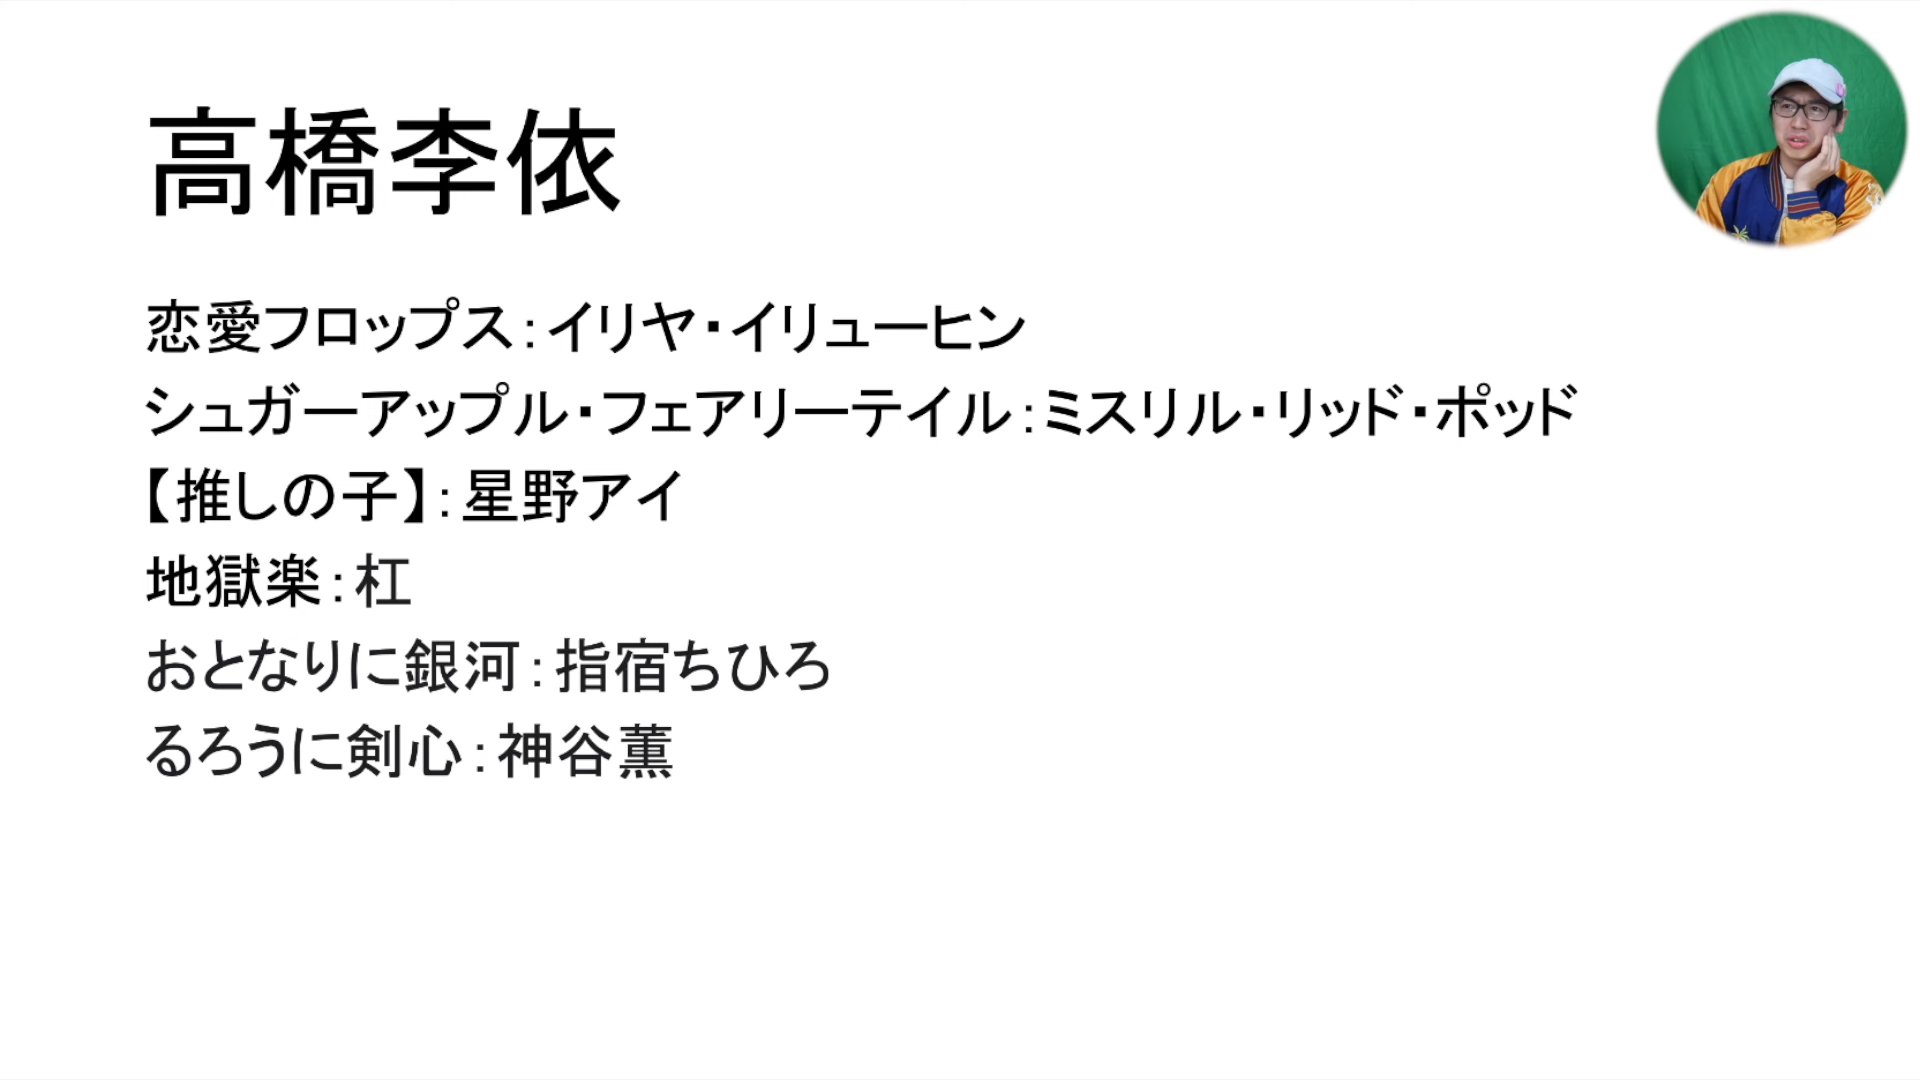 高橋李依
恋愛フロップス：イリヤ・イリューヒン
シュガーアップル・フェアリーテイル：ミスリル・リッド・ポッド
【推しの子】：星野アイ
地獄楽：杠
おとなりに銀河：指宿ちひろ
るろうに剣心：神谷薫